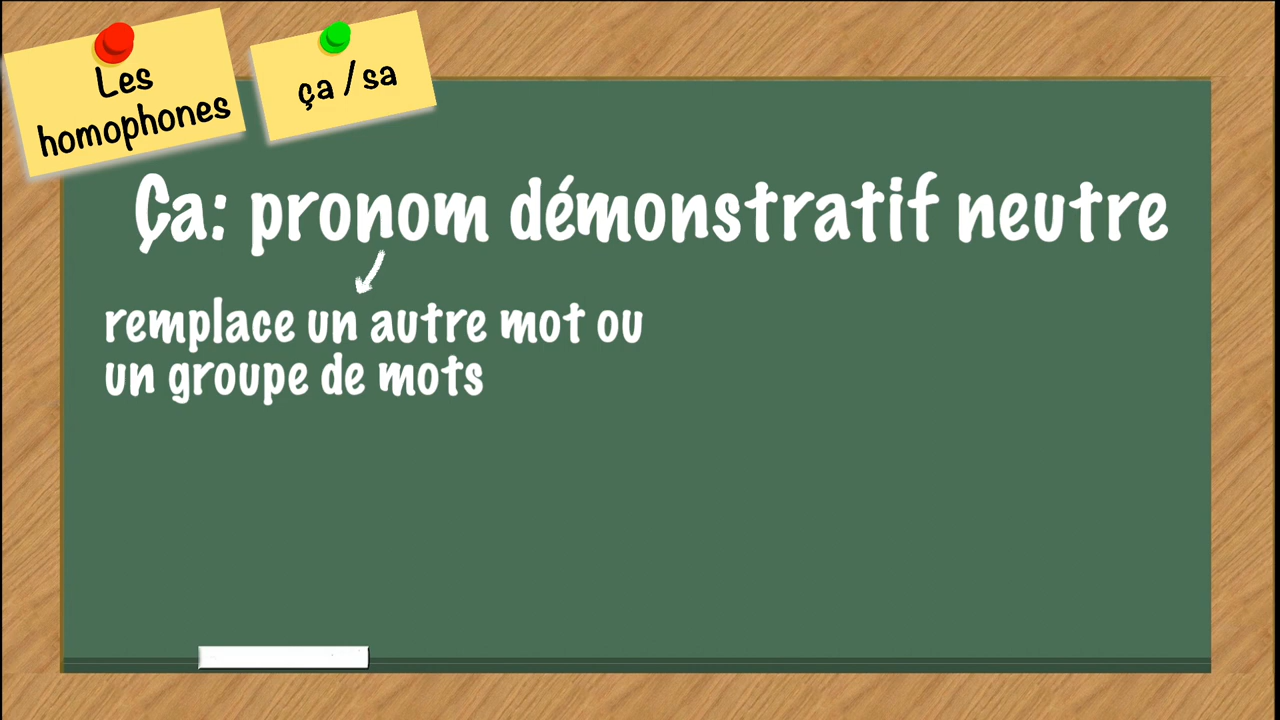 Les
homophones
ça / sa
Ça: pronom démonstratif neutre
remplace un autre mot ou
un groupe de mots